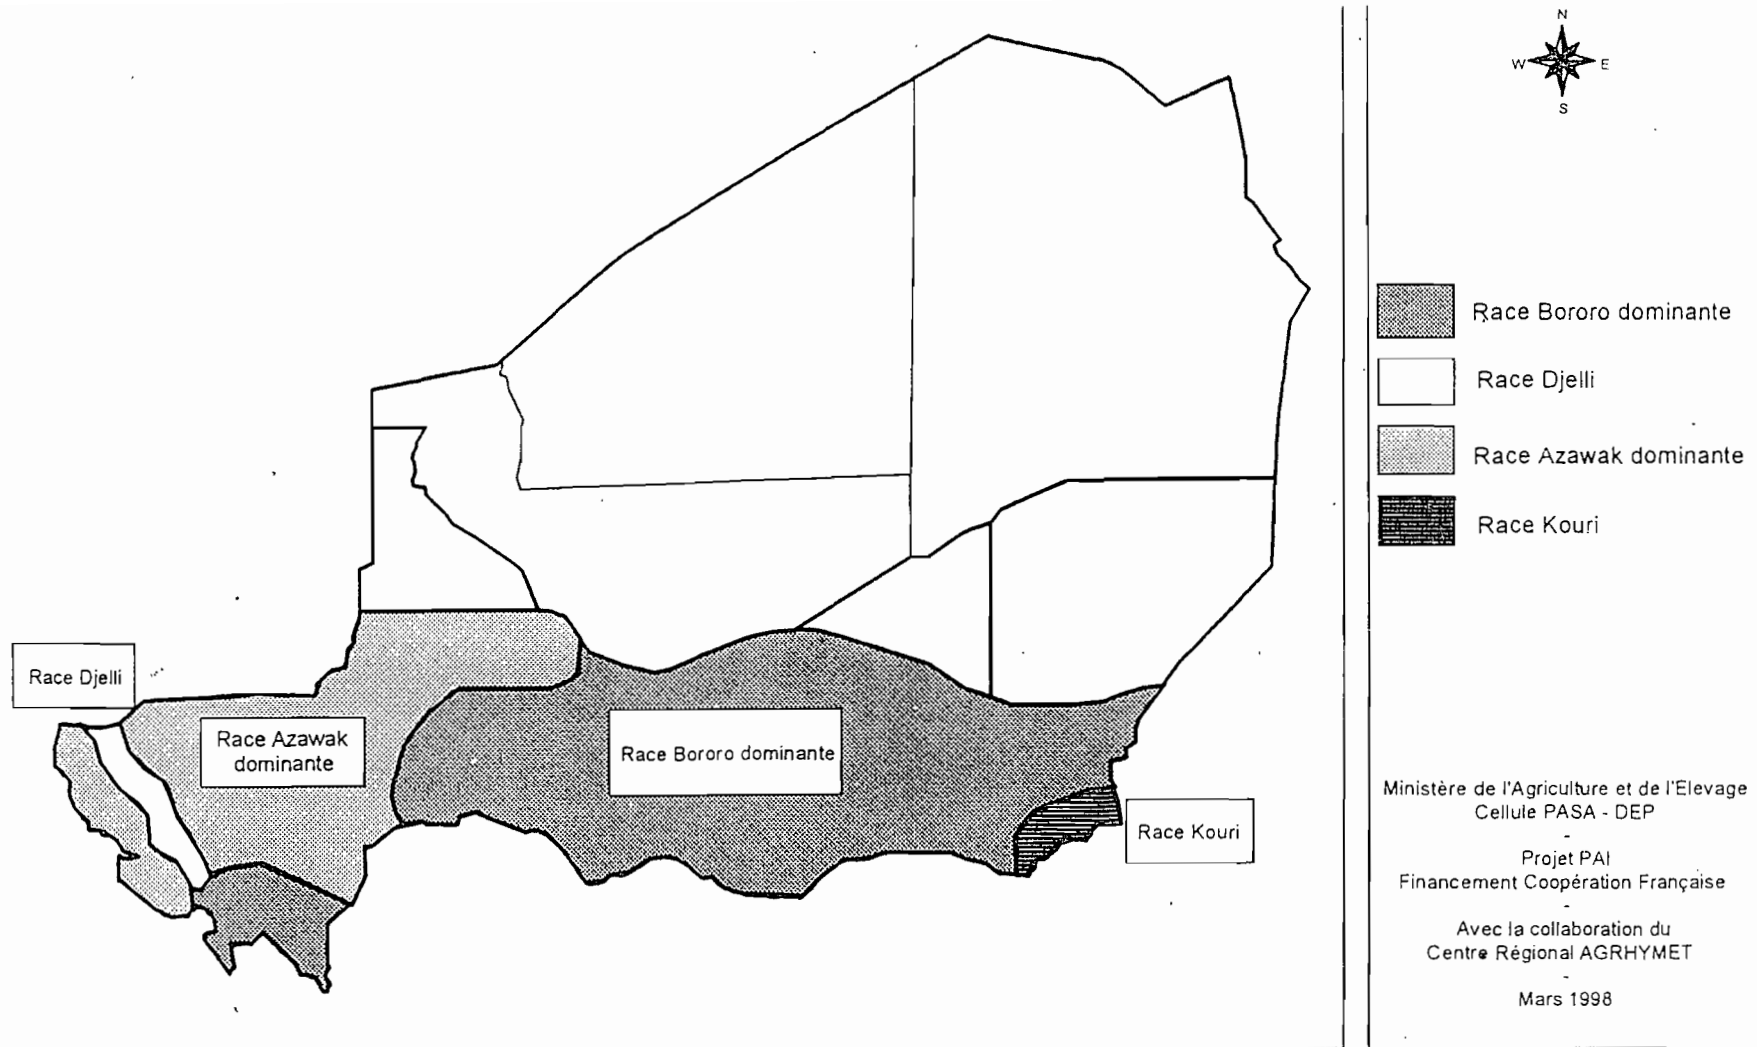 N
W E
S
Race Bororo dominante
Race Djelli
Race Azawak dominante
Race Kouri
Race Djelli
Race Azawak
dominante
Race Bororo dominante
Race Kouri
Ministère de l'Agriculture et de l'Elevage
Cellule PASA - DEP
-
Projet PAI
Financement Coopération Française
-
Avec la collaboration du
Centre Régional AGRHYMET
-
Mars 1998